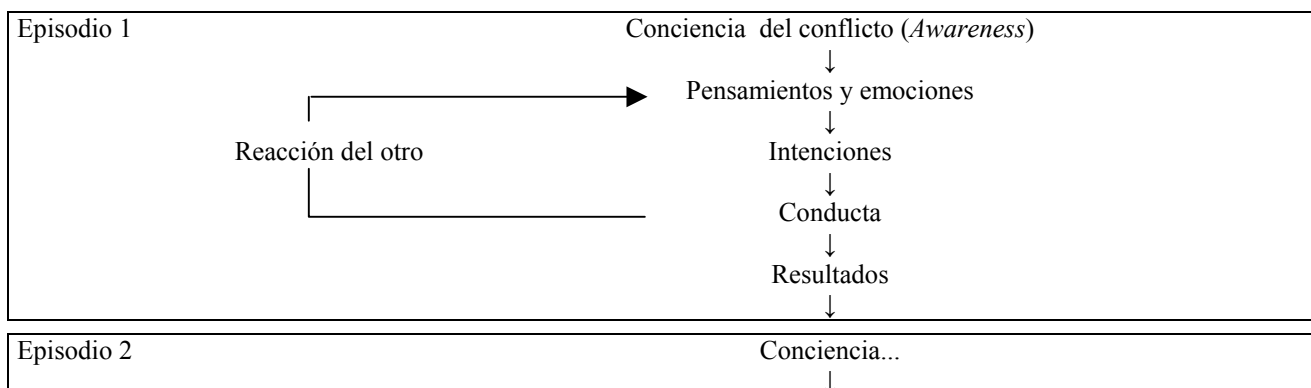 Episodio 1 Conciencia del conflicto (Awareness)
↓
Pensamientos y emociones
↓
Reacción del otro Intenciones
↓
Conducta
↓
Resultados
↓
Episodio 2 Conciencia...